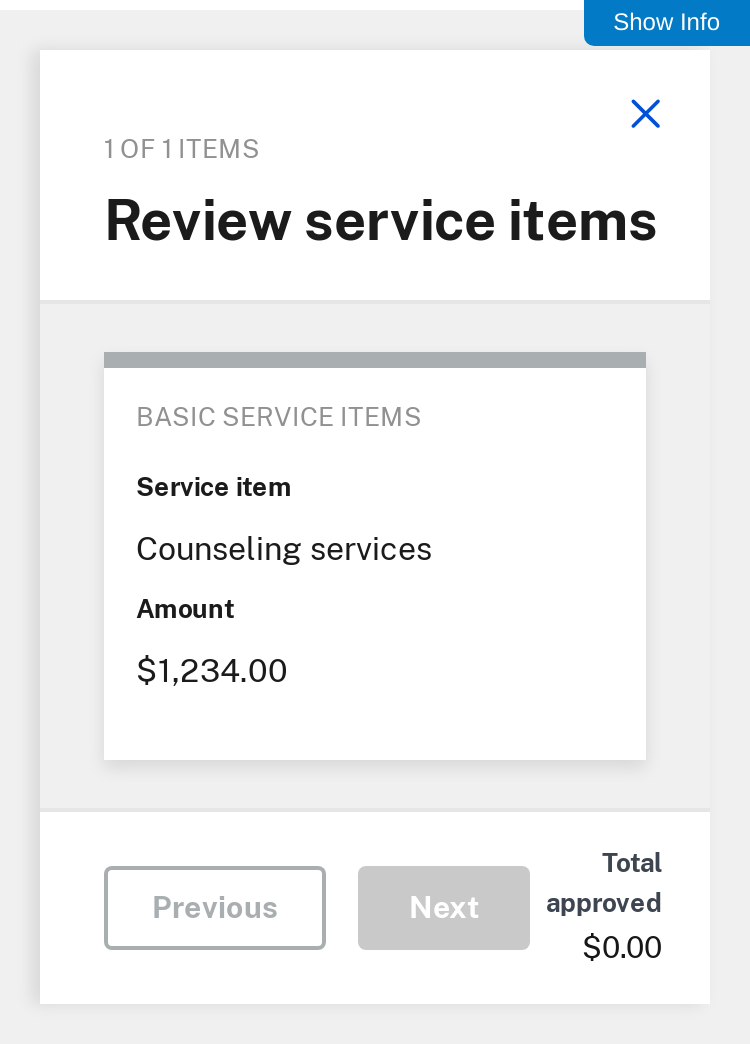 Show Info
1 OF 1 ITEMS
Review service items
BASIC SERVICE ITEMS
Service item
Counseling services
Amount
$1,234.00
Previous
Next
Total
approved
$0.00